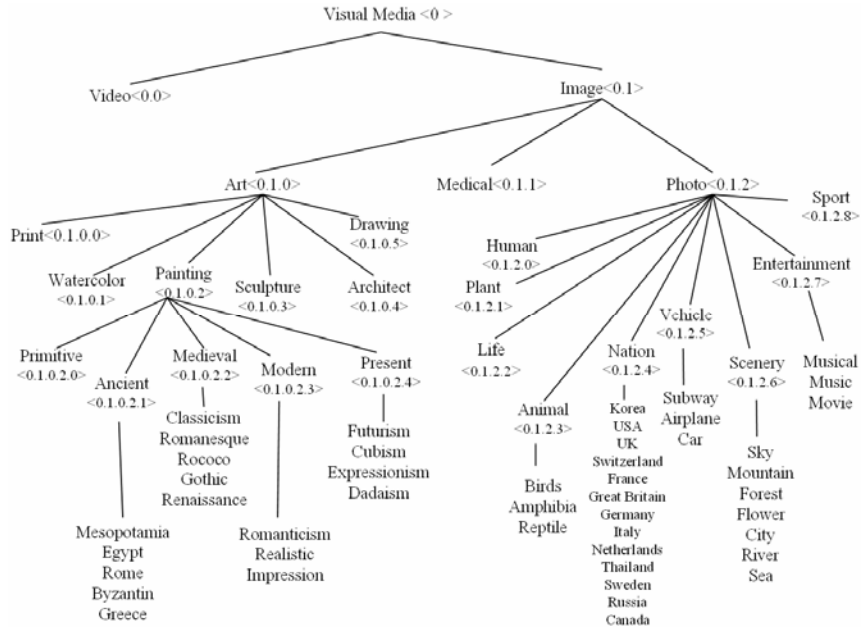 Visual Media <0 >
Video<0.0>
Image<0.1>
Art<0.1.0>
Medical<0.1.1>
Photo<0.1.2>
Sport
<0.1.2.8>
Print<0.1.0.0>
Drawing
<0.1.0.5>
Human
<0.1.2.0>
Entertainment
<0.1.2.7>
Watercolor
<0.1.0.1>
Painting
<0.1.0.2>
Sculpture
<0.1.0.3>
Architect
<0.1.0.4>
Plant
<0.1.2.1>
Vehicle
<0.1.2.5>
Primitive
<0.1.0.2.0>
Ancient
<0.1.0.2.1>
Medieval
<0.1.0.2.2>
Modern
<0.1.0.2.3>
Present
<0.1.0.2.4>
Life
<0.1.2.2>
Nation
<0.1.2.4>
Scenery
<0.1.2.6>
Musical
Music
Movie
Animal
<0.1.2.3>
Subway
Airplane
Car
Classicism
Romanesque
Rococo
Gothic
Renaissance
Futurism
Cubism
Expressionism
Dadaism
Korea
USA
UK
Switzerland
France
Great Britain
Germany
Italy
Netherlands
Thailand
Sweden
Russia
Canada
Sky
Mountain
Forest
Flower
City
River
Sea
Birds
Amphibia
Reptile
Mesopotamia
Egypt
Rome
Byzantin
Greece
Romanticism
Realistic
Impression